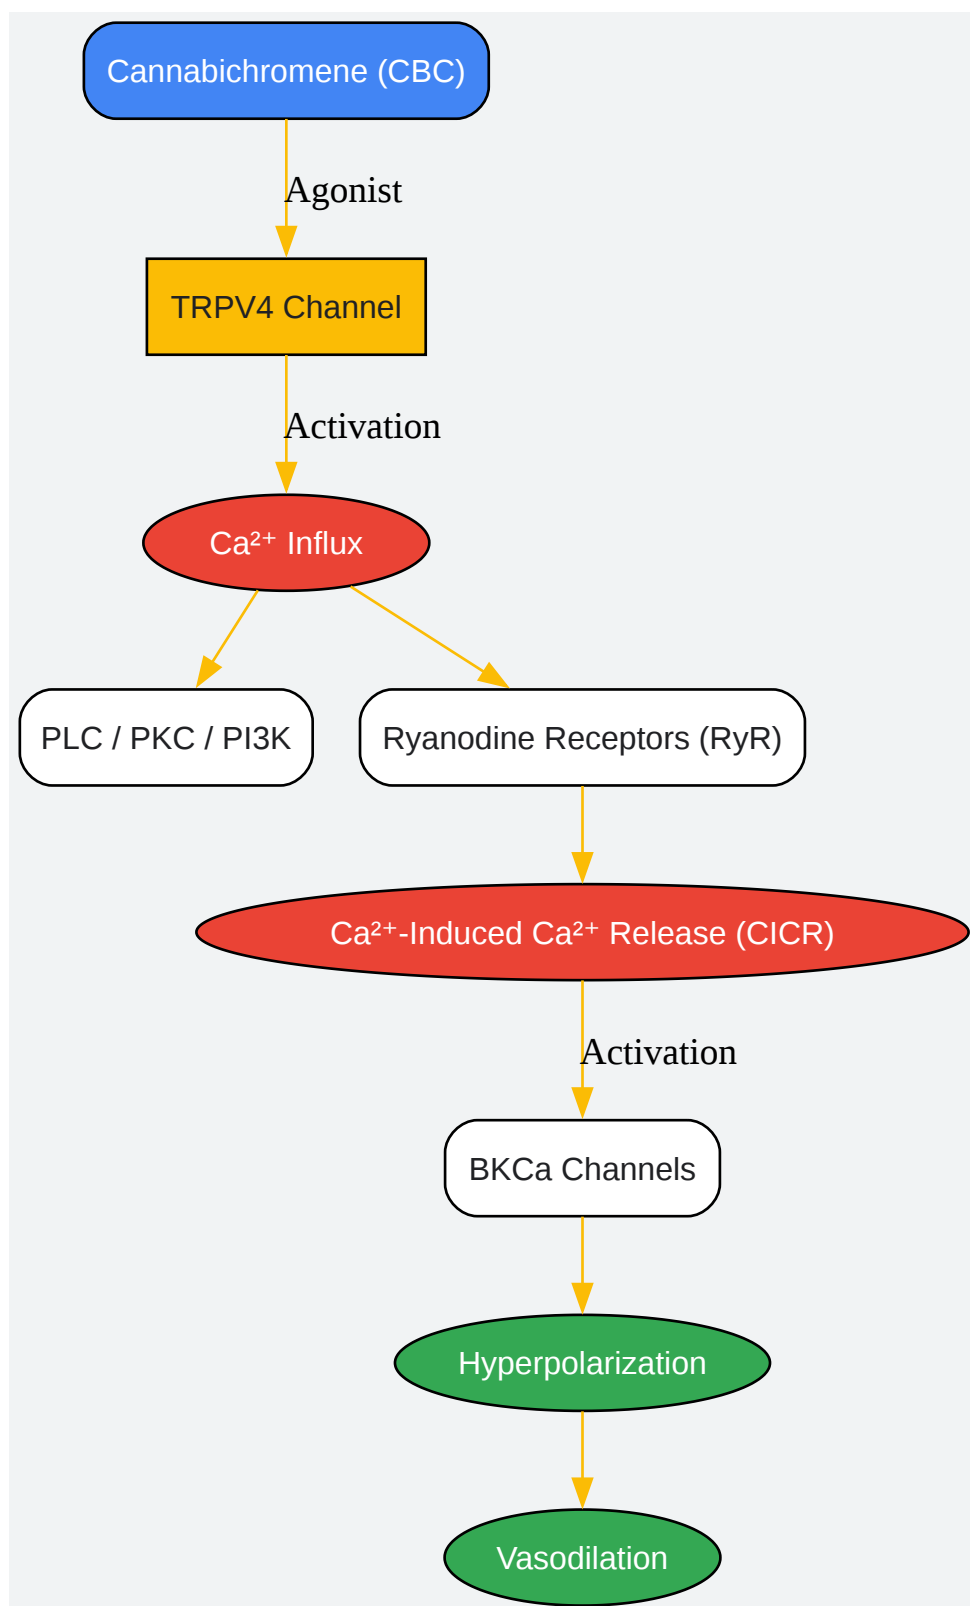 Cannabichromene (CBC)
Agonist
TRPV4 Channel
Activation
Ca²⁺ Influx
PLC / PKC / PI3K
Ryanodine Receptors (RyR)
Ca²⁺-Induced Ca²⁺ Release (CICR)
Activation
BKCa Channels
Hyperpolarization
Vasodilation